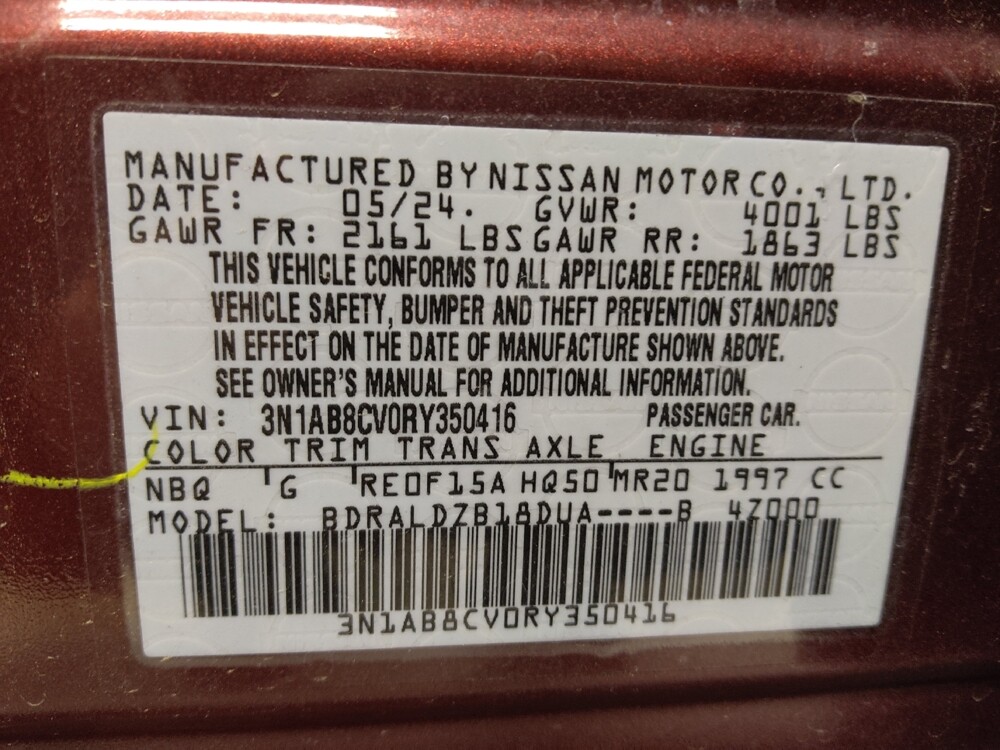 MANUFACTURED BY NISSAN MOTOR CO., LTD.
DATE: 05/24. GVWR: 4001 LBS
GAWR FR: 2161 LBS GAWR RR: 1863 LBS
THIS VEHICLE CONFORMS TO ALL APPLICABLE FEDERAL MOTOR
VEHICLE SAFETY, BUMPER AND THEFT PREVENTION STANDARDS
IN EFFECT ON THE DATE OF MANUFACTURE SHOWN ABOVE.
SEE OWNER'S MANUAL FOR ADDITIONAL INFORMATION.
VIN: 3N1AB8CV0RY350416 PASSENGER CAR.
COLOR TRIM TRANS AXLE ENGINE
NBQ G RE0F15A HQ50 MR20 1997 CC
MODEL: BDRALDZB18DUA----B 4Z000
3N1AB8CV0RY350416